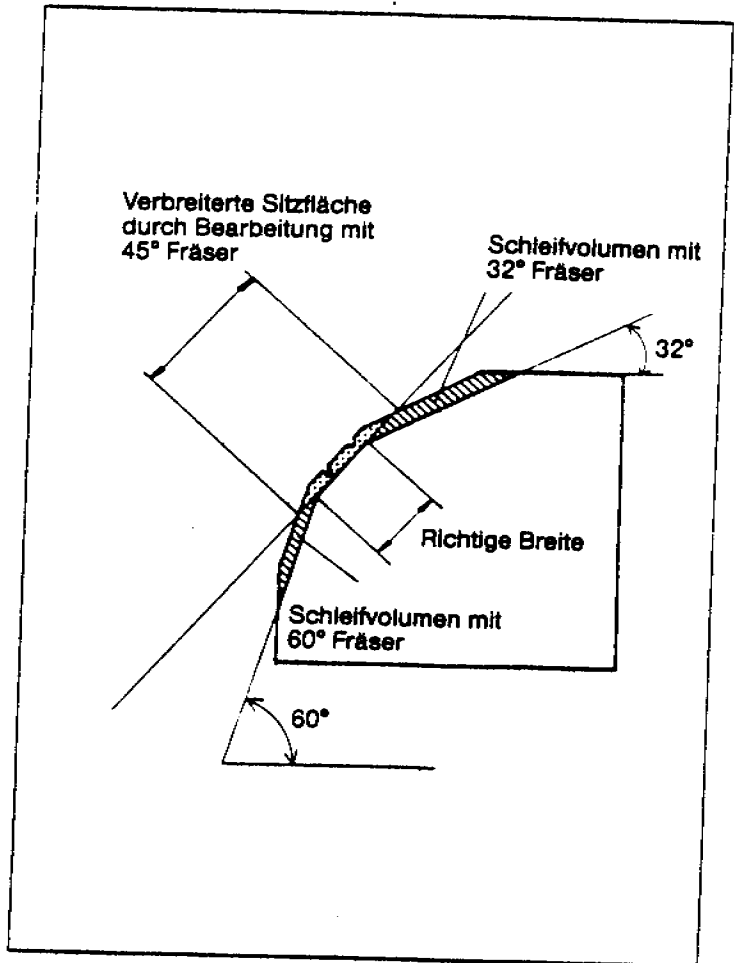 Verbreiterte Sitzfläche
durch Bearbeitung mit
45° Fräser
Schleifvolumen mit
32° Fräser
32°
Richtige Breite
Schleifvolumen mit
60° Fräser
60°